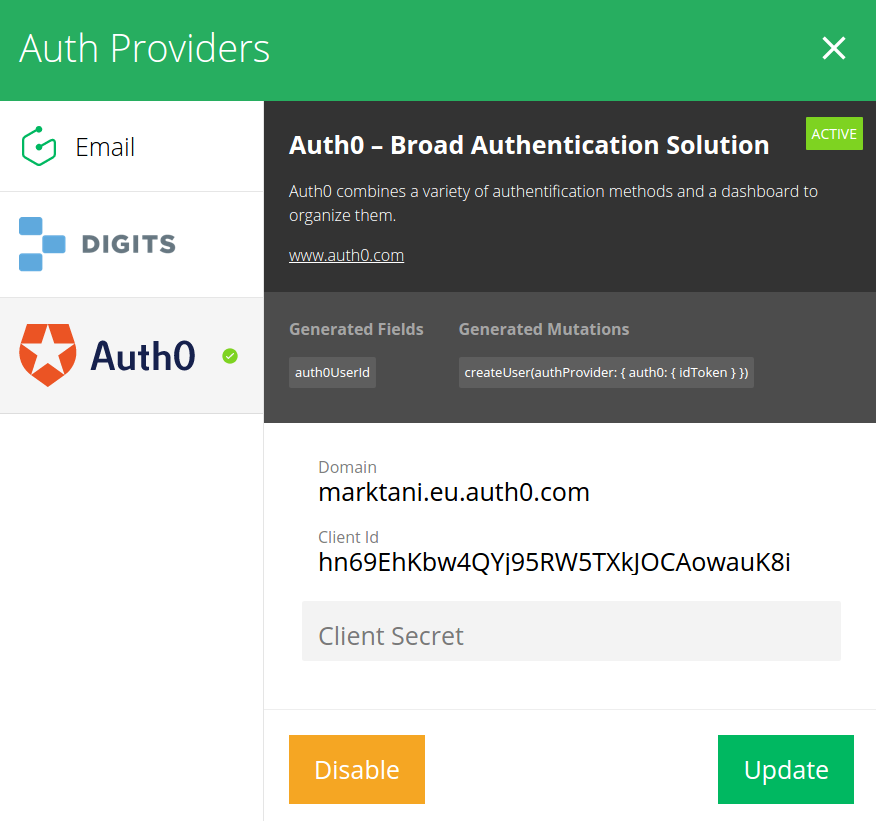 Auth Providers
Email
DIGITS
Auth0
Auth0 – Broad Authentication Solution
ACTIVE
Auth0 combines a variety of authentification methods and a dashboard to
organize them.
www.auth0.com
Generated Fields
Generated Mutations
auth0UserId
createUser(authProvider: { auth0: { idToken } })
Domain
marktani.eu.auth0.com
Client Id
hn69EhKbw4QYj95RW5TXkJOCAowauK8i
Client Secret
Disable
Update